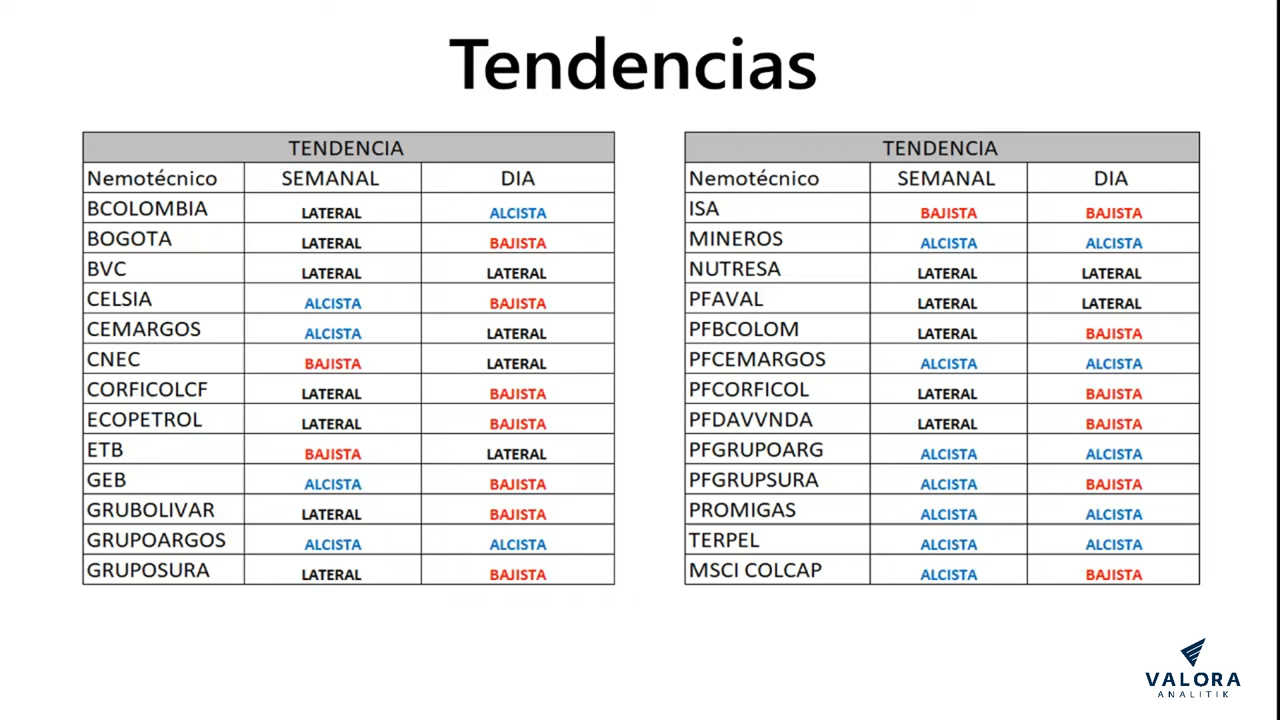 Tendencias
TENDENCIA
Nemotécnico SEMANAL DIA
BCOLOMBIA LATERAL ALCISTA
BOGOTA LATERAL BAJISTA
BVC LATERAL LATERAL
CELSIA ALCISTA BAJISTA
CEMARGOS ALCISTA LATERAL
CNEC BAJISTA LATERAL
CORFICOLCF LATERAL BAJISTA
ECOPETROL LATERAL BAJISTA
ETB BAJISTA LATERAL
GEB ALCISTA BAJISTA
GRUBOLIVAR LATERAL BAJISTA
GRUPOARGOS ALCISTA ALCISTA
GRUPOSURA LATERAL BAJISTA
TENDENCIA
Nemotécnico SEMANAL DIA
ISA BAJISTA BAJISTA
MINEROS ALCISTA ALCISTA
NUTRESA LATERAL LATERAL
PFAVAL LATERAL LATERAL
PFBCOLOM LATERAL BAJISTA
PFCEMARGOS ALCISTA ALCISTA
PFCORFICOL LATERAL BAJISTA
PFDAVVNDA LATERAL BAJISTA
PFGRUPOARG ALCISTA ALCISTA
PFGRUPSURA ALCISTA BAJISTA
PROMIGAS ALCISTA ALCISTA
TERPEL ALCISTA ALCISTA
MSCI COLCAP ALCISTA BAJISTA
VALORA
ANALITIK